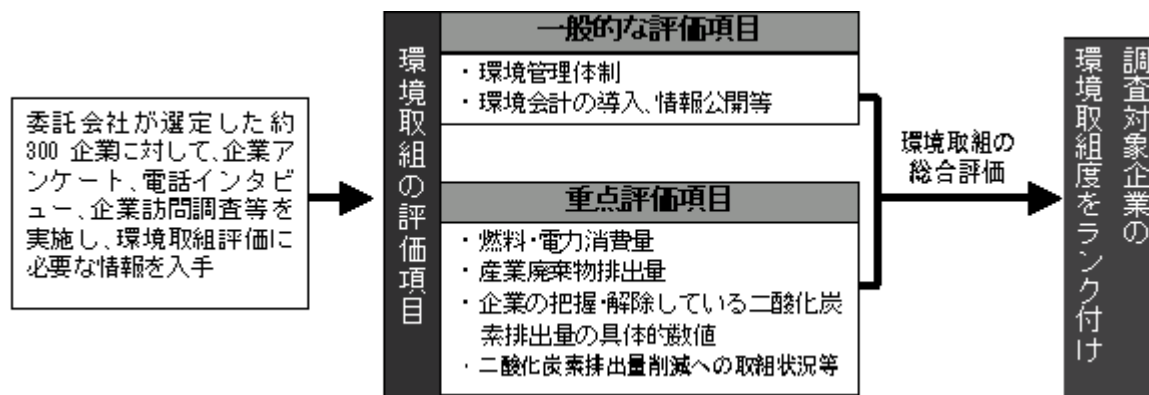 委託会社が選定した約
300 企業に対して、企業ア
ンケート、電話インタビ
ュー、企業訪問調査等を
実施し、環境取組評価に
必要な情報を入手
環境取組の評価項目
一般的な評価項目
・環境管理体制
・環境会計の導入、情報公開等
重点評価項目
・燃料・電力消費量
・産業廃棄物排出量
・企業の把握・解除している二酸化炭
素排出量の具体的数値
・二酸化炭素排出量削減への取組状況等
環境取組の
総合評価
調査対象企業の
環境取組度をランク付け